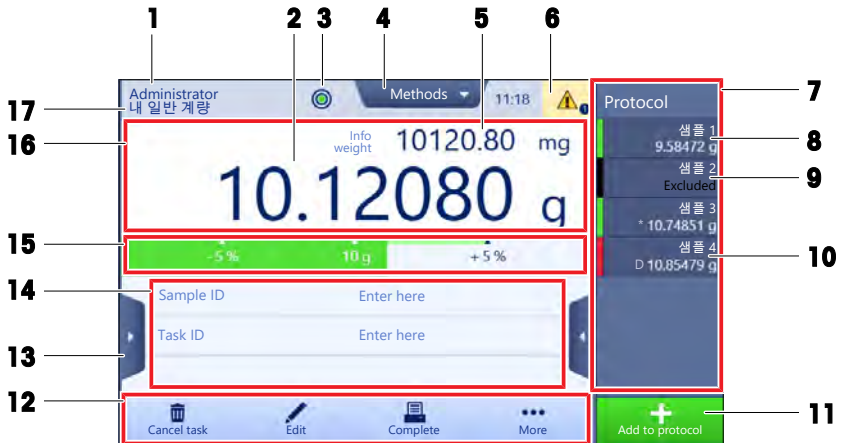 1
2
3
4
5
6
Administrator
내 일반 계량
Methods
11:18
1
Protocol
7
17
16
Info
weight
10120.80 mg
10.12080 g
샘플 1
9.58472 g
8
샘플 2
Excluded
9
샘플 3
* 10.74851 g
샘플 4
D 10.85479 g
10
15
-5 %
10 g
+5 %
14
Sample ID
Enter here
Task ID
Enter here
13
12
Cancel task
Edit
Complete
More
Add to protocol
11